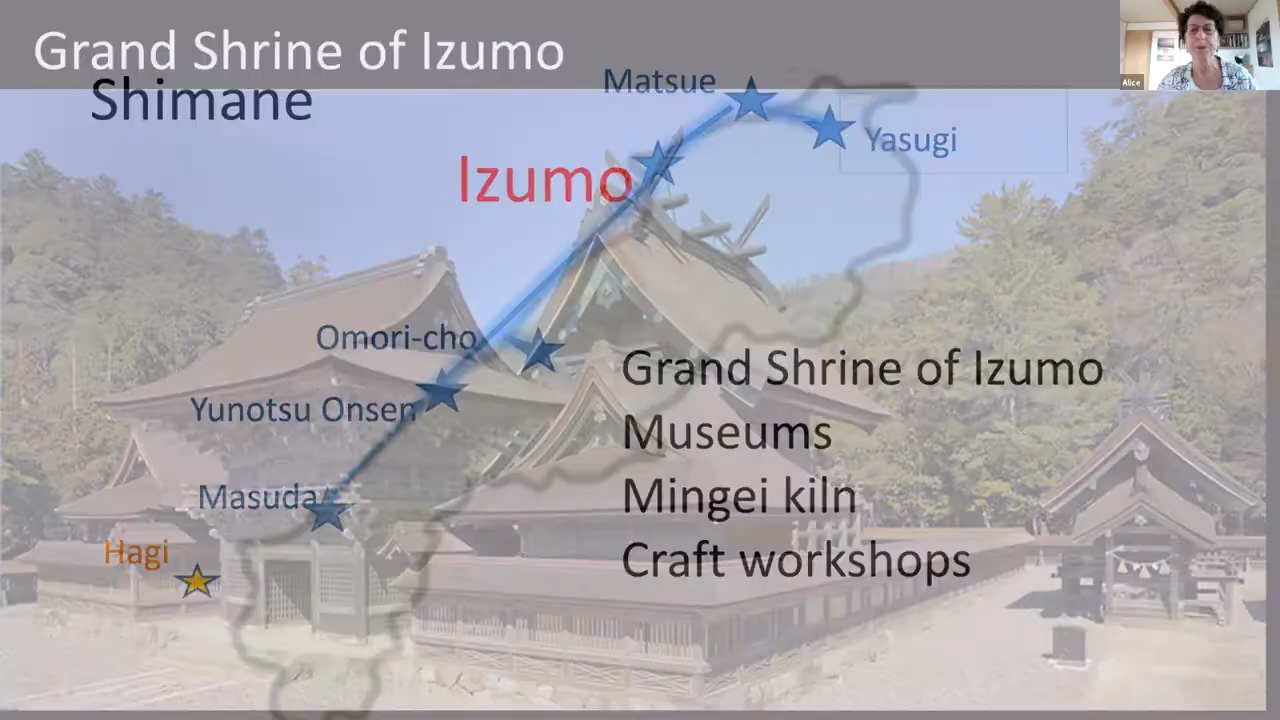 Grand Shrine of Izumo
Alice
Shimane
Matsue
Yasugi
Izumo
Omori-cho
Yunotsu Onsen
Masuda
Hagi
Grand Shrine of Izumo
Museums
Mingei kiln
Craft workshops